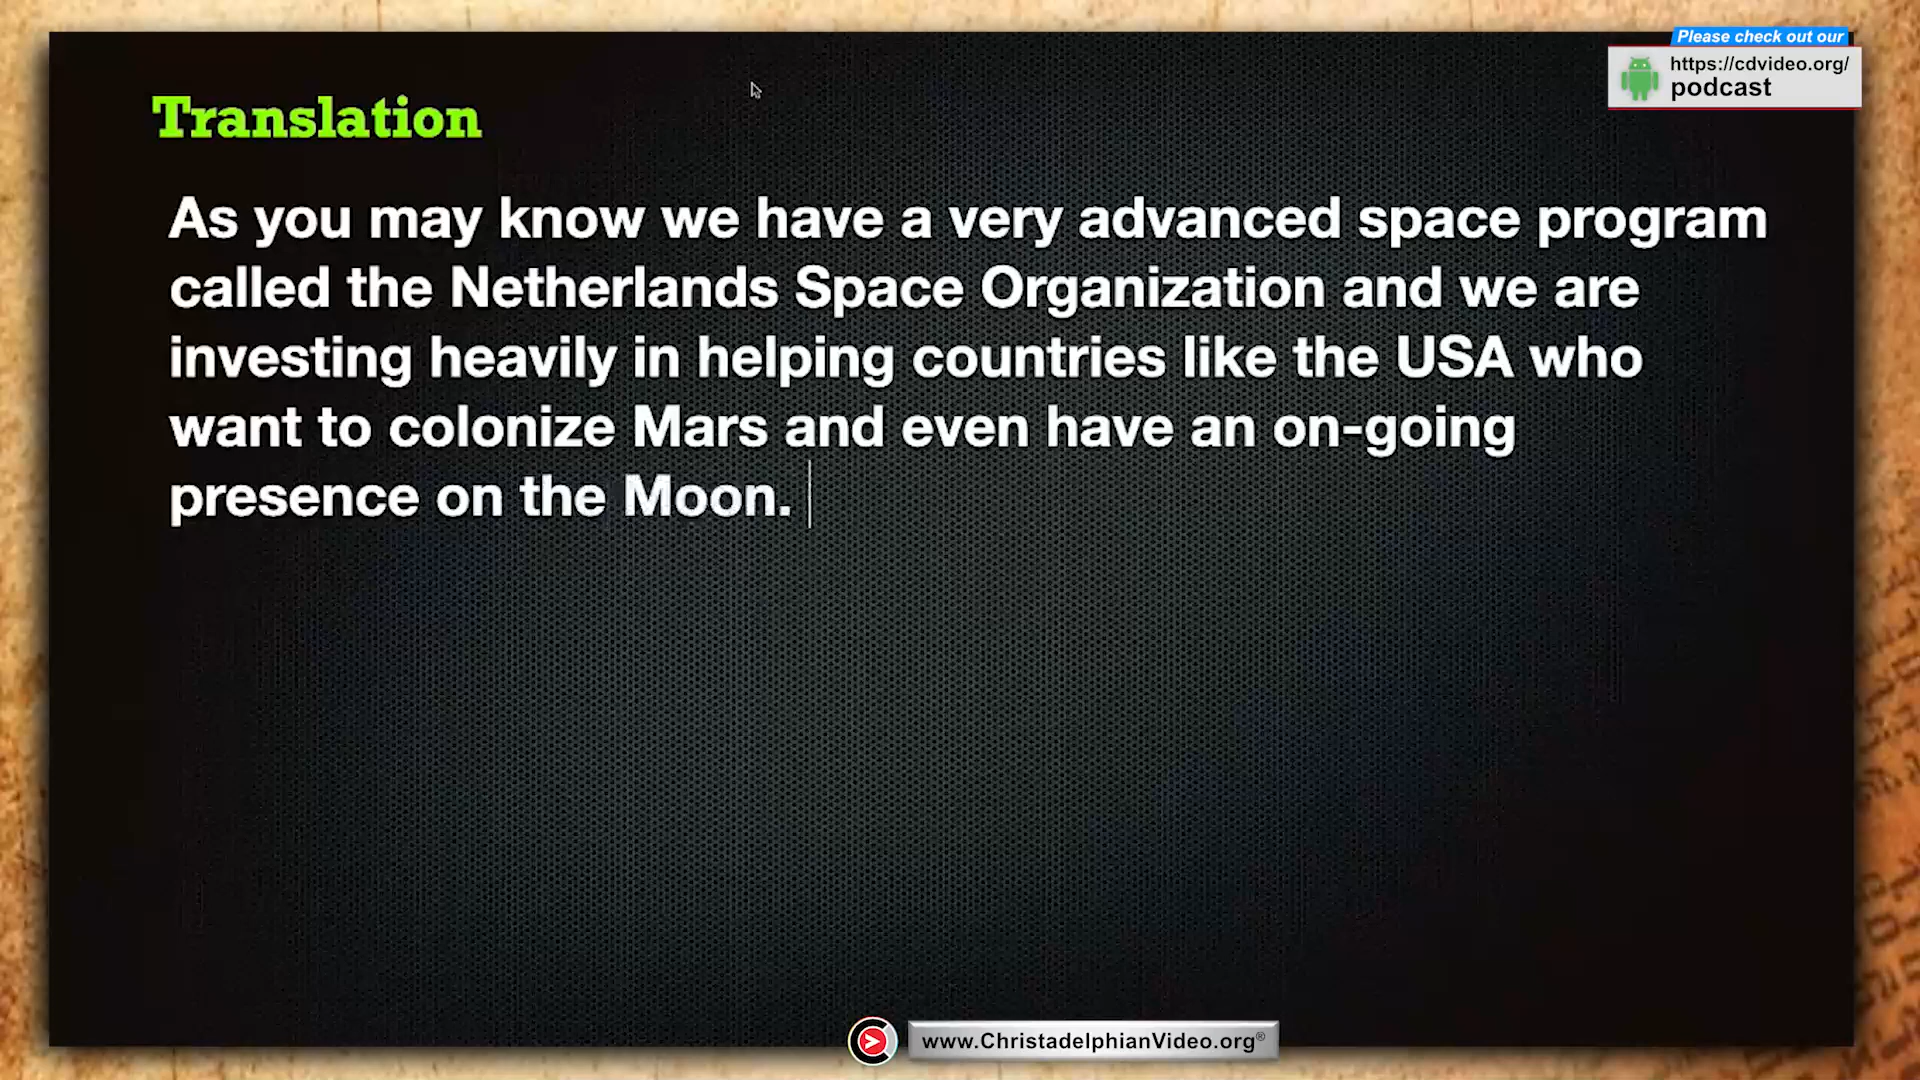 Please check out our
https://cdvideo.org/
podcast
Translation
As you may know we have a very advanced space program
called the Netherlands Space Organization and we are
investing heavily in helping countries like the USA who
want to colonize Mars and even have an on-going
presence on the Moon.
www.ChristadelphianVideo.org®